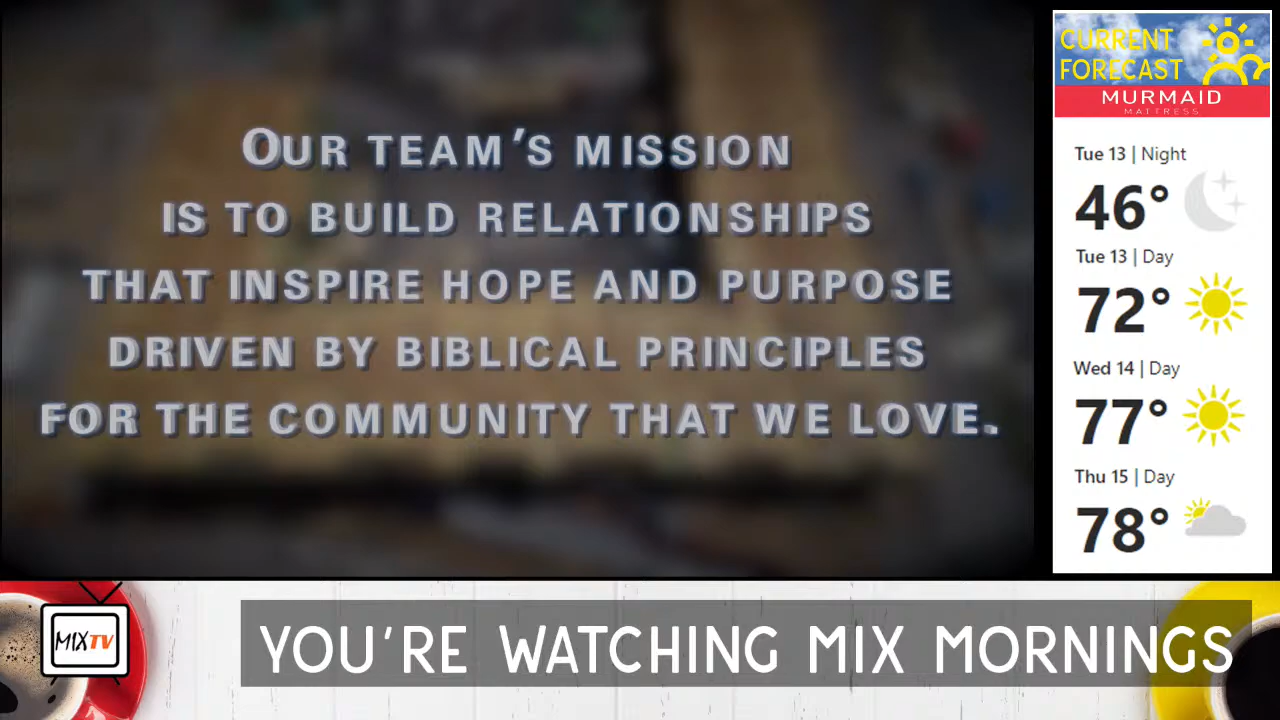 OUR TEAM'S MISSION
IS TO BUILD RELATIONSHIPS
THAT INSPIRE HOPE AND PURPOSE
DRIVEN BY BIBLICAL PRINCIPLES
FOR THE COMMUNITY THAT WE LOVE.
CURRENT
FORECAST
MURMAID
MATTRESS
Tue 13 | Night
46°
Tue 13 | Day
72°
Wed 14 | Day
77°
Thu 15 | Day
78°
MIXTV
YOU'RE WATCHING MIX MORNINGS